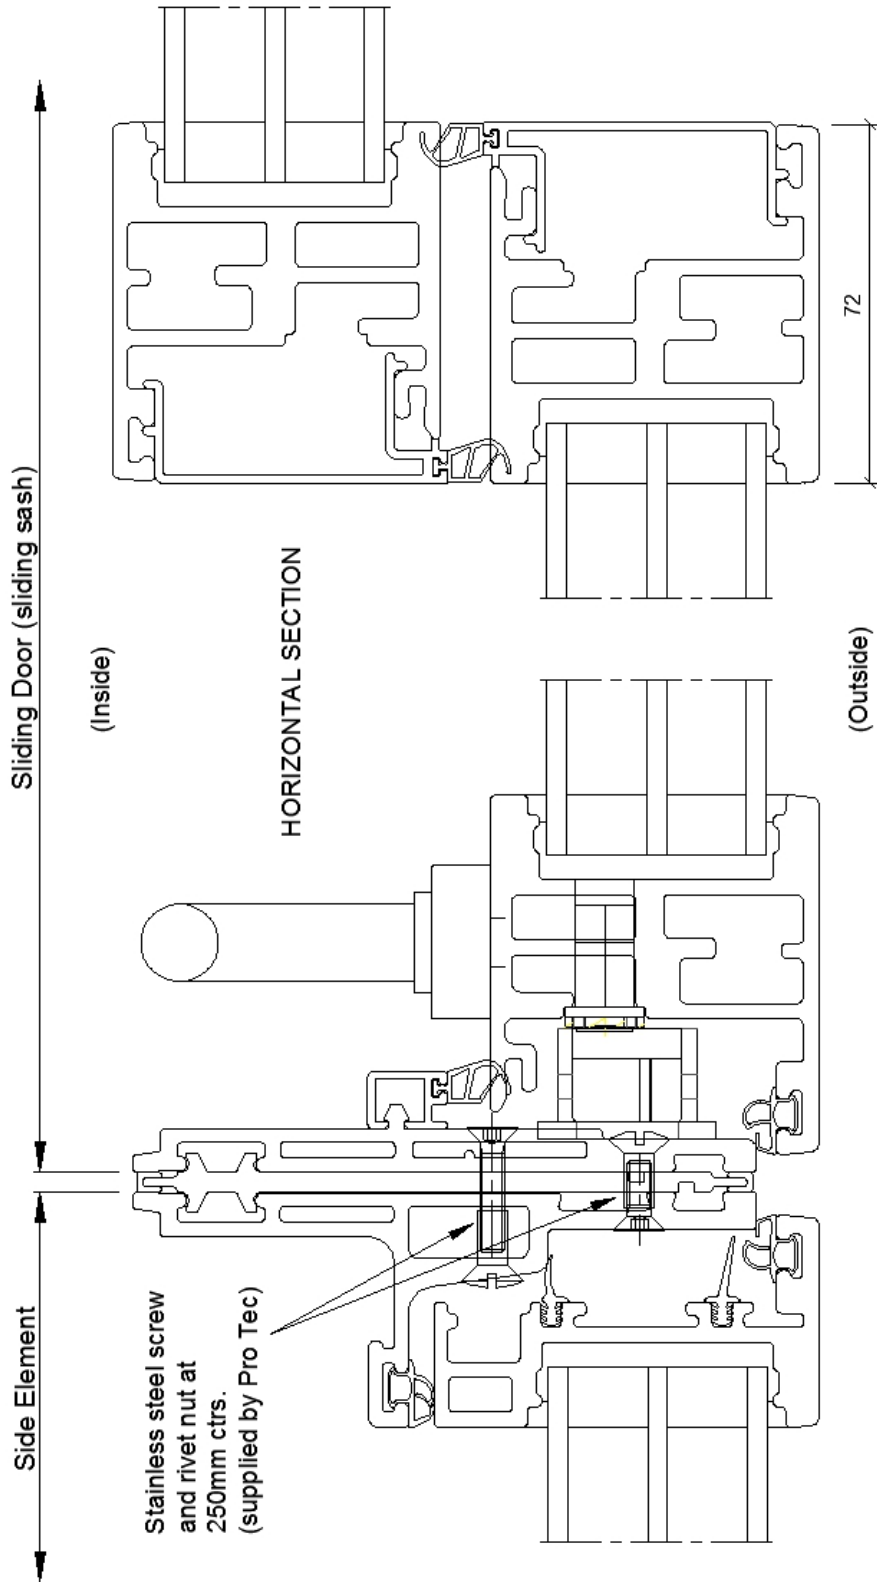 Side Element
Sliding Door (sliding sash)
(Inside)
Stainless steel screw
and rivet nut at
250mm ctrs.
(supplied by Pro Tec)
HORIZONTAL SECTION
72
(Outside)